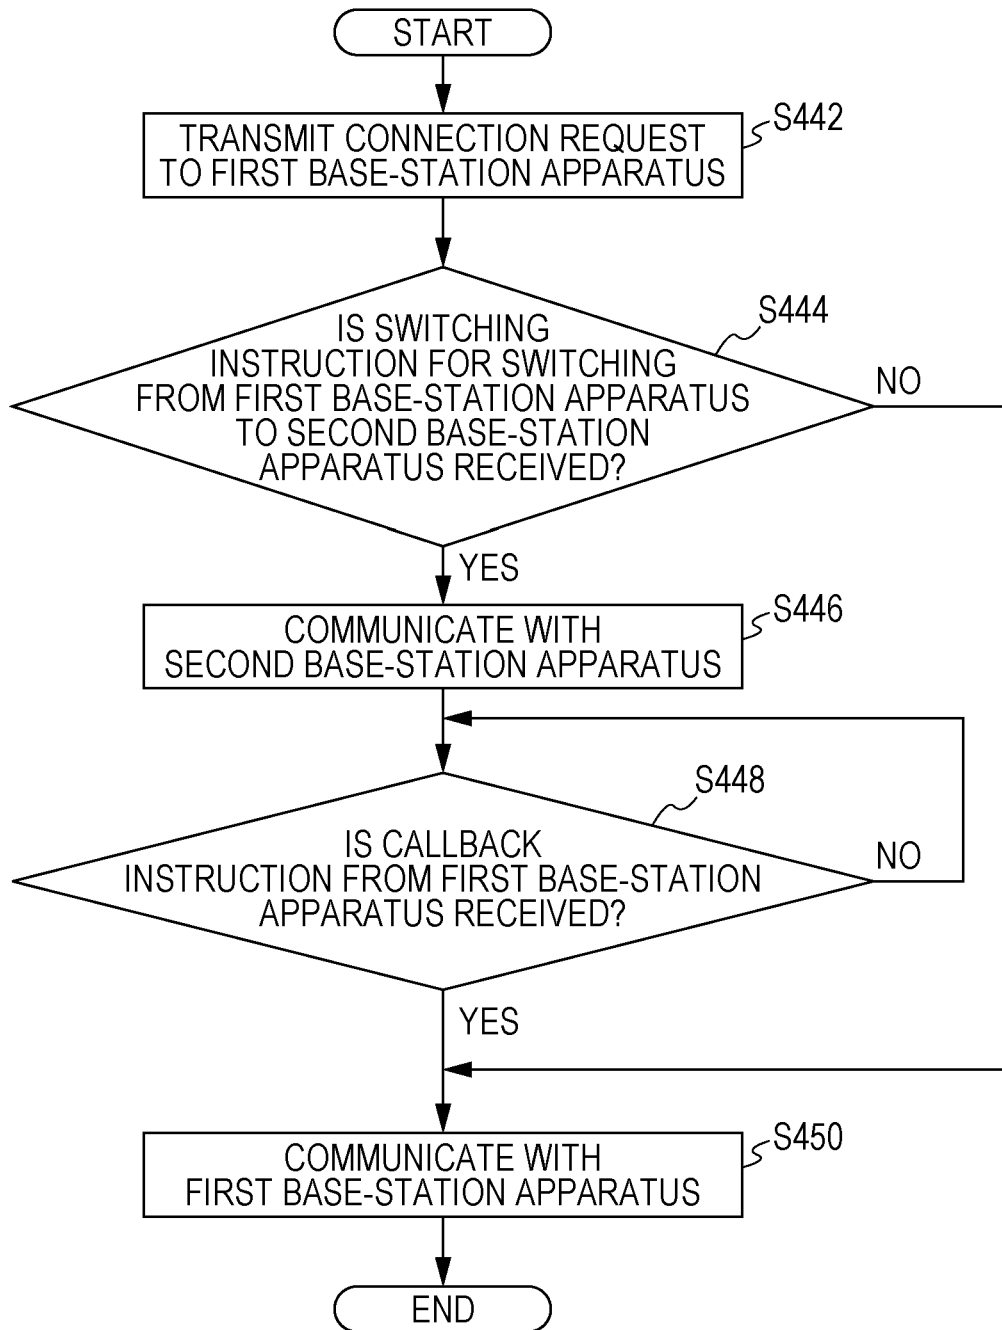 START
TRANSMIT CONNECTION REQUEST
TO FIRST BASE-STATION APPARATUS
S442
IS SWITCHING
INSTRUCTION FOR SWITCHING
FROM FIRST BASE-STATION APPARATUS
TO SECOND BASE-STATION
APPARATUS RECEIVED?
S444
NO
YES
COMMUNICATE WITH
SECOND BASE-STATION APPARATUS
S446
IS CALLBACK
INSTRUCTION FROM FIRST BASE-STATION
APPARATUS RECEIVED?
S448
NO
YES
COMMUNICATE WITH
FIRST BASE-STATION APPARATUS
S450
END